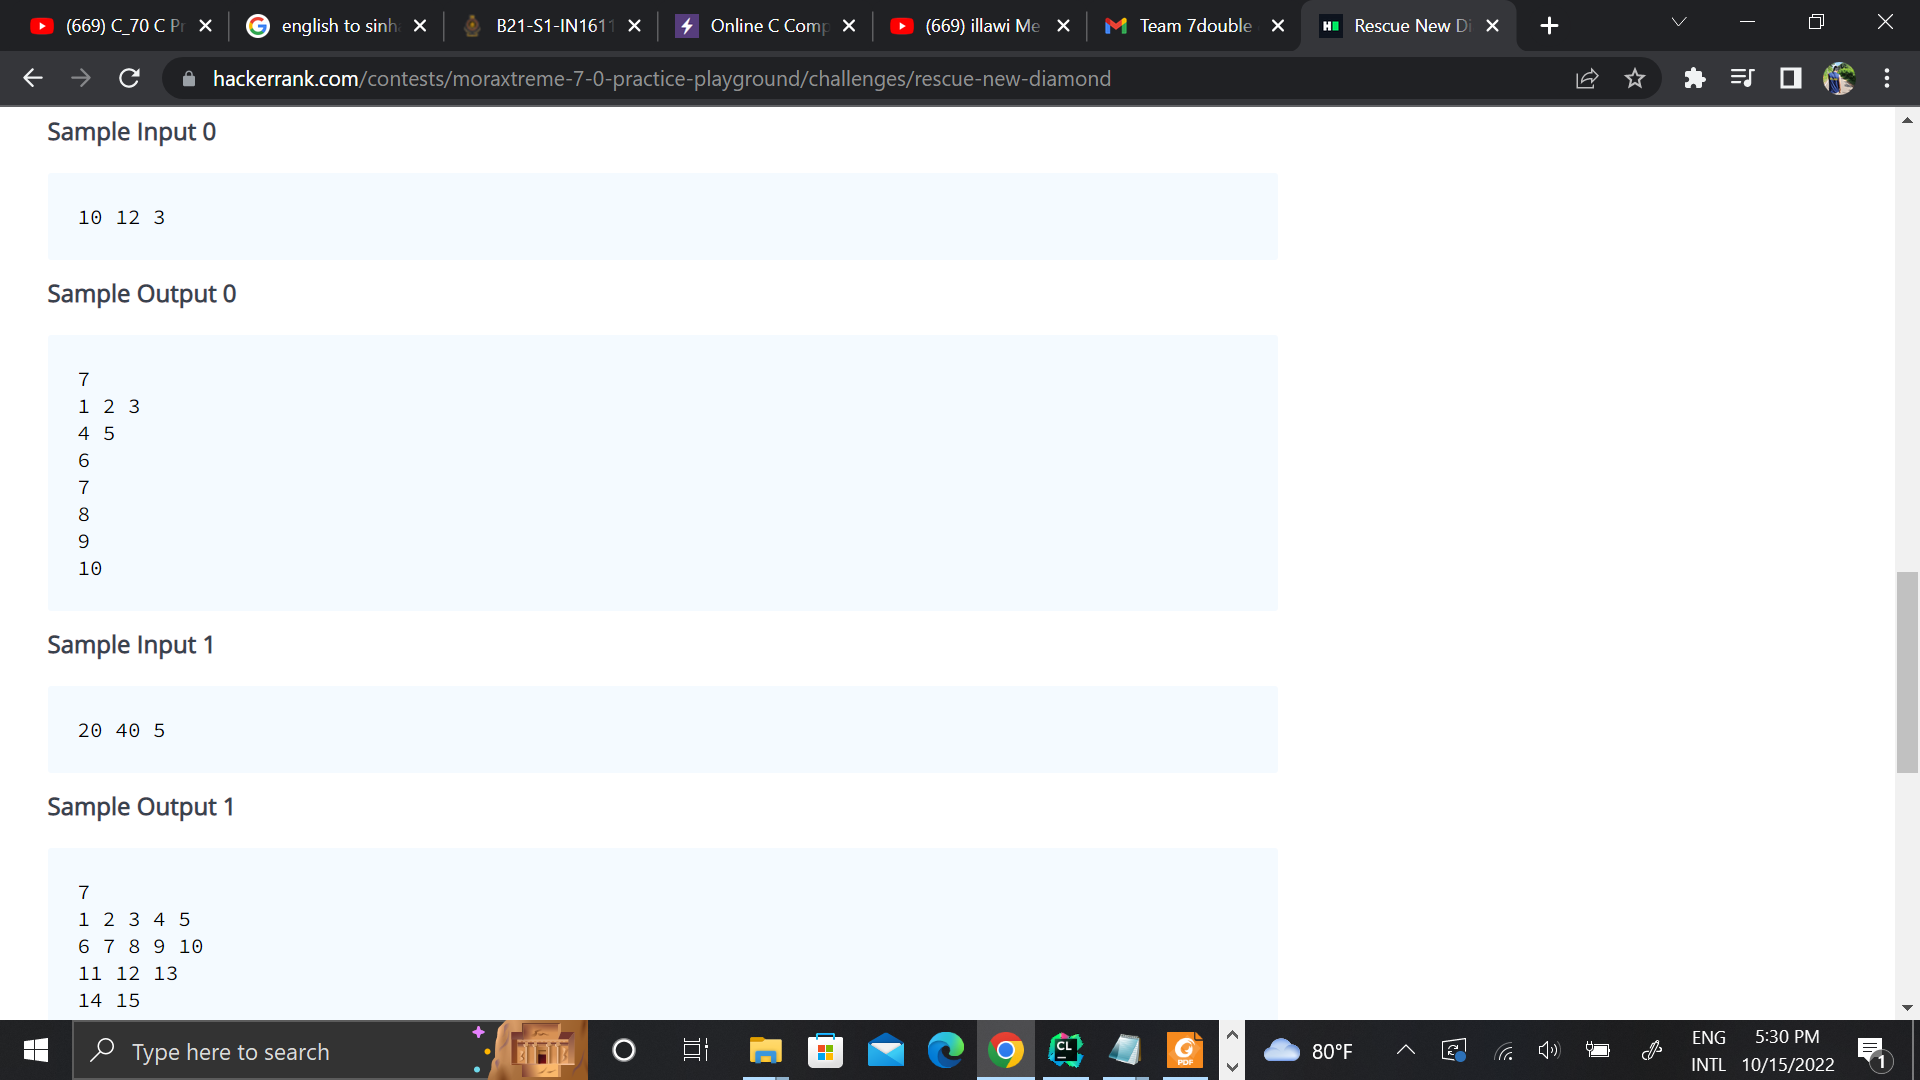 (669) C_70 C Pr
english to sinh
B21-S1-IN1611
Online C Comp
(669) illawi Me
Team 7double
Rescue New Di
hackerrank.com/contests/moraxtreme-7-0-practice-playground/challenges/rescue-new-diamond
Sample Input 0
10 12 3
Sample Output 0
7
1 2 3
4 5
6
7
8
9
10
Sample Input 1
20 40 5
Sample Output 1
7
1 2 3 4 5
6 7 8 9 10
11 12 13
14 15
Type here to search
CL
PDF
80°F
ENG
INTL
5:30 PM
10/15/2022
1